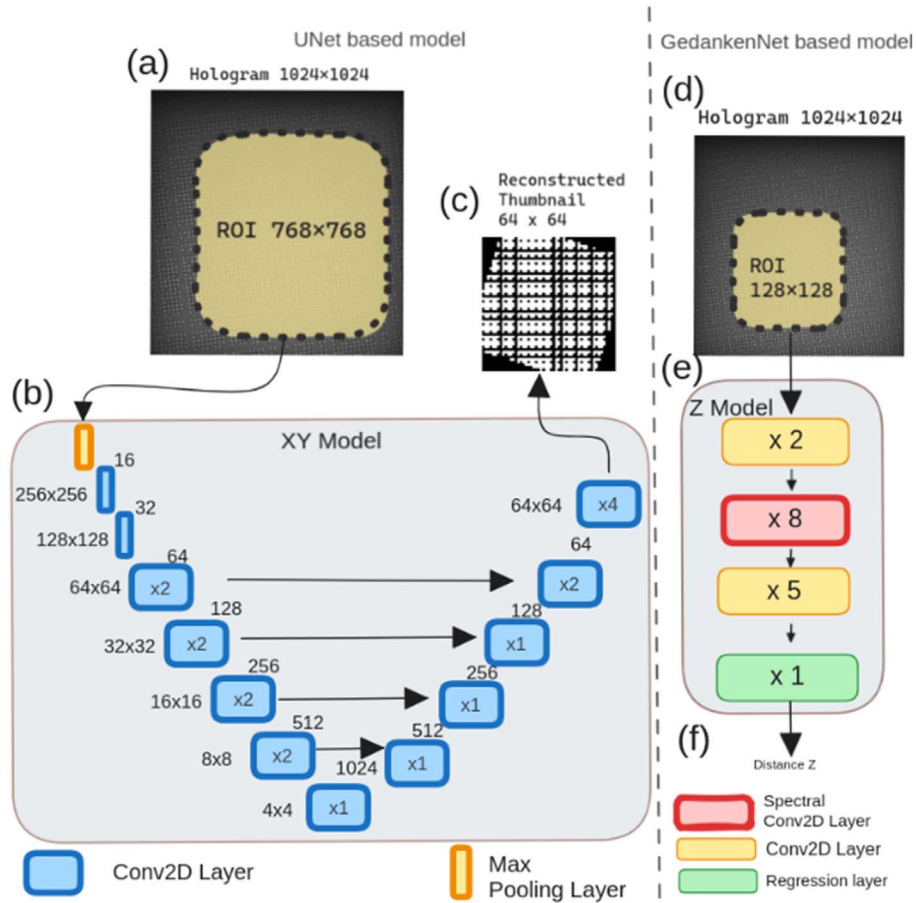 UNet based model
(a)
Hologram 1024×1024
ROI 768×768
(c)
Reconstructed
Thumbnail
64 x 64
(b)
XY Model
16
256x256
32
128x128
64
64x64
x2
128
32x32
x2
256
16x16
x2
512
8x8
x2
1024
4x4
x1
512
x1
256
x1
128
x1
64
x2
64x64
x4
Conv2D Layer
Max
Pooling Layer
GedankenNet based model
(d)
Hologram 1024×1024
ROI
128×128
(e)
Z Model
x 2
x 8
x 5
x 1
(f)
Distance Z
Spectral
Conv2D Layer
Conv2D Layer
Regression layer